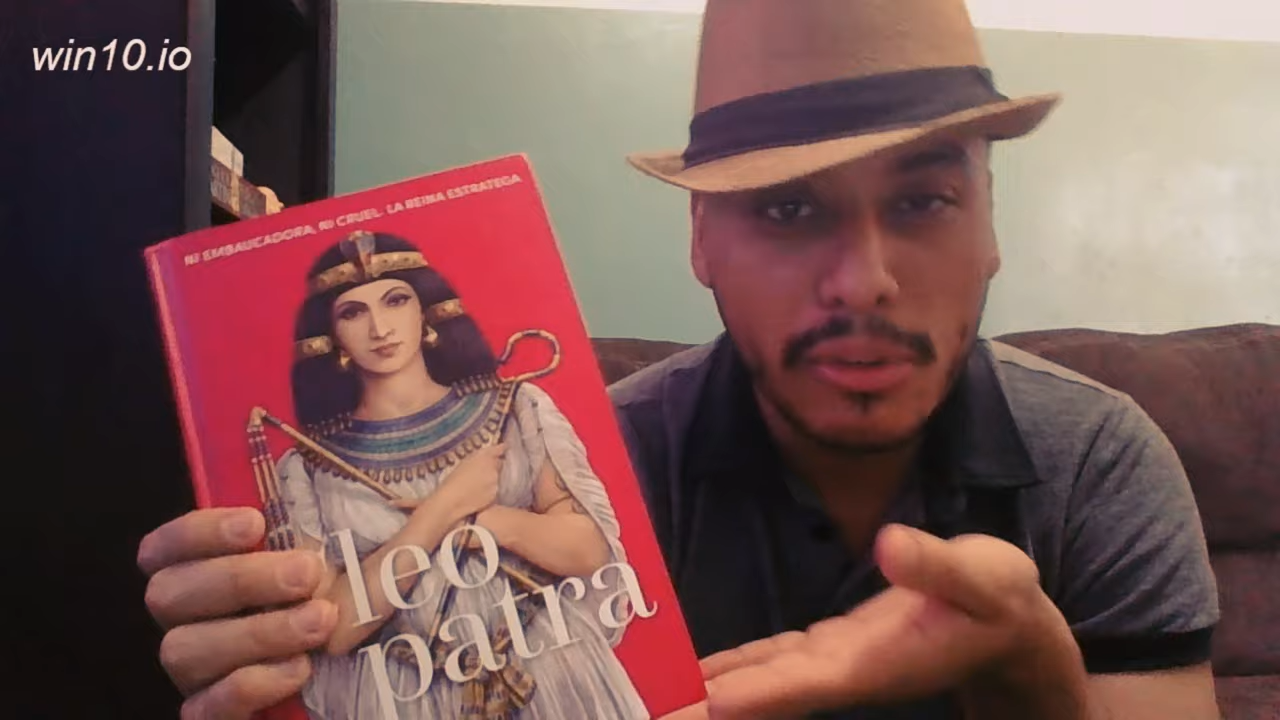 win10.io
NI EMBAUCADORA, NI CRUEL: LA REINA ESTRATEGA
leo
patra